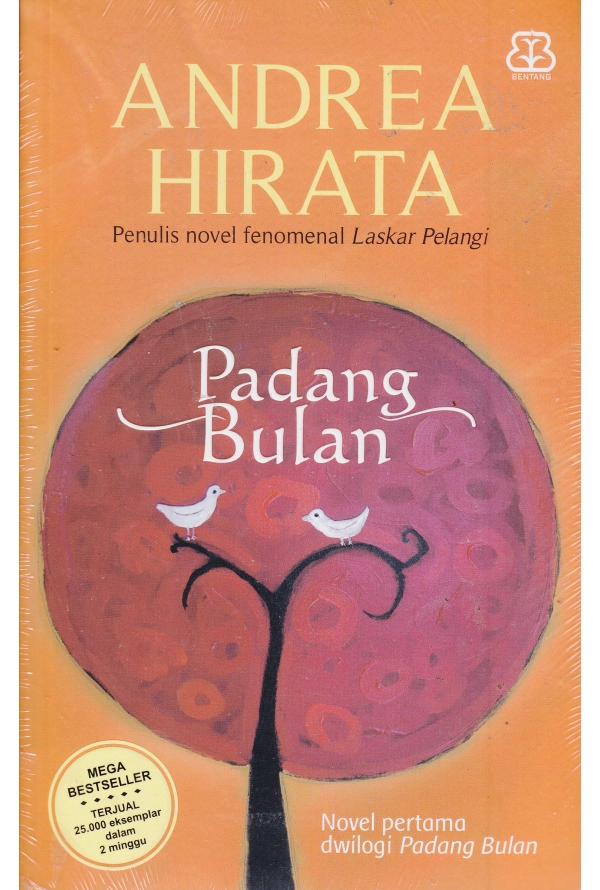 BENTANG
ANDREA
HIRATA
Penulis novel fenomenal Laskar Pelangi
Padang
Bulan
MEGA
BESTSELLER
TERJUAL
25.000 eksemplar
dalam
2 minggu
Novel pertama
dwilogi Padang Bulan